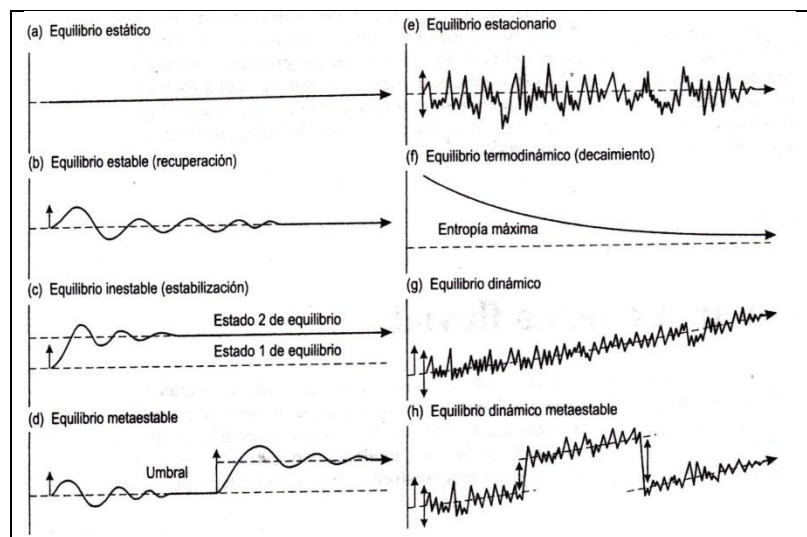 (a) Equilibrio estático
(b) Equilibrio estable (recuperación)
(c) Equilibrio inestable (estabilización)
Estado 2 de equilibrio
Estado 1 de equilibrio
(d) Equilibrio metaestable
Umbral
(e) Equilibrio estacionario
(f) Equilibrio termodinámico (decaimiento)
Entropía máxima
(g) Equilibrio dinámico
(h) Equilibrio dinámico metaestable